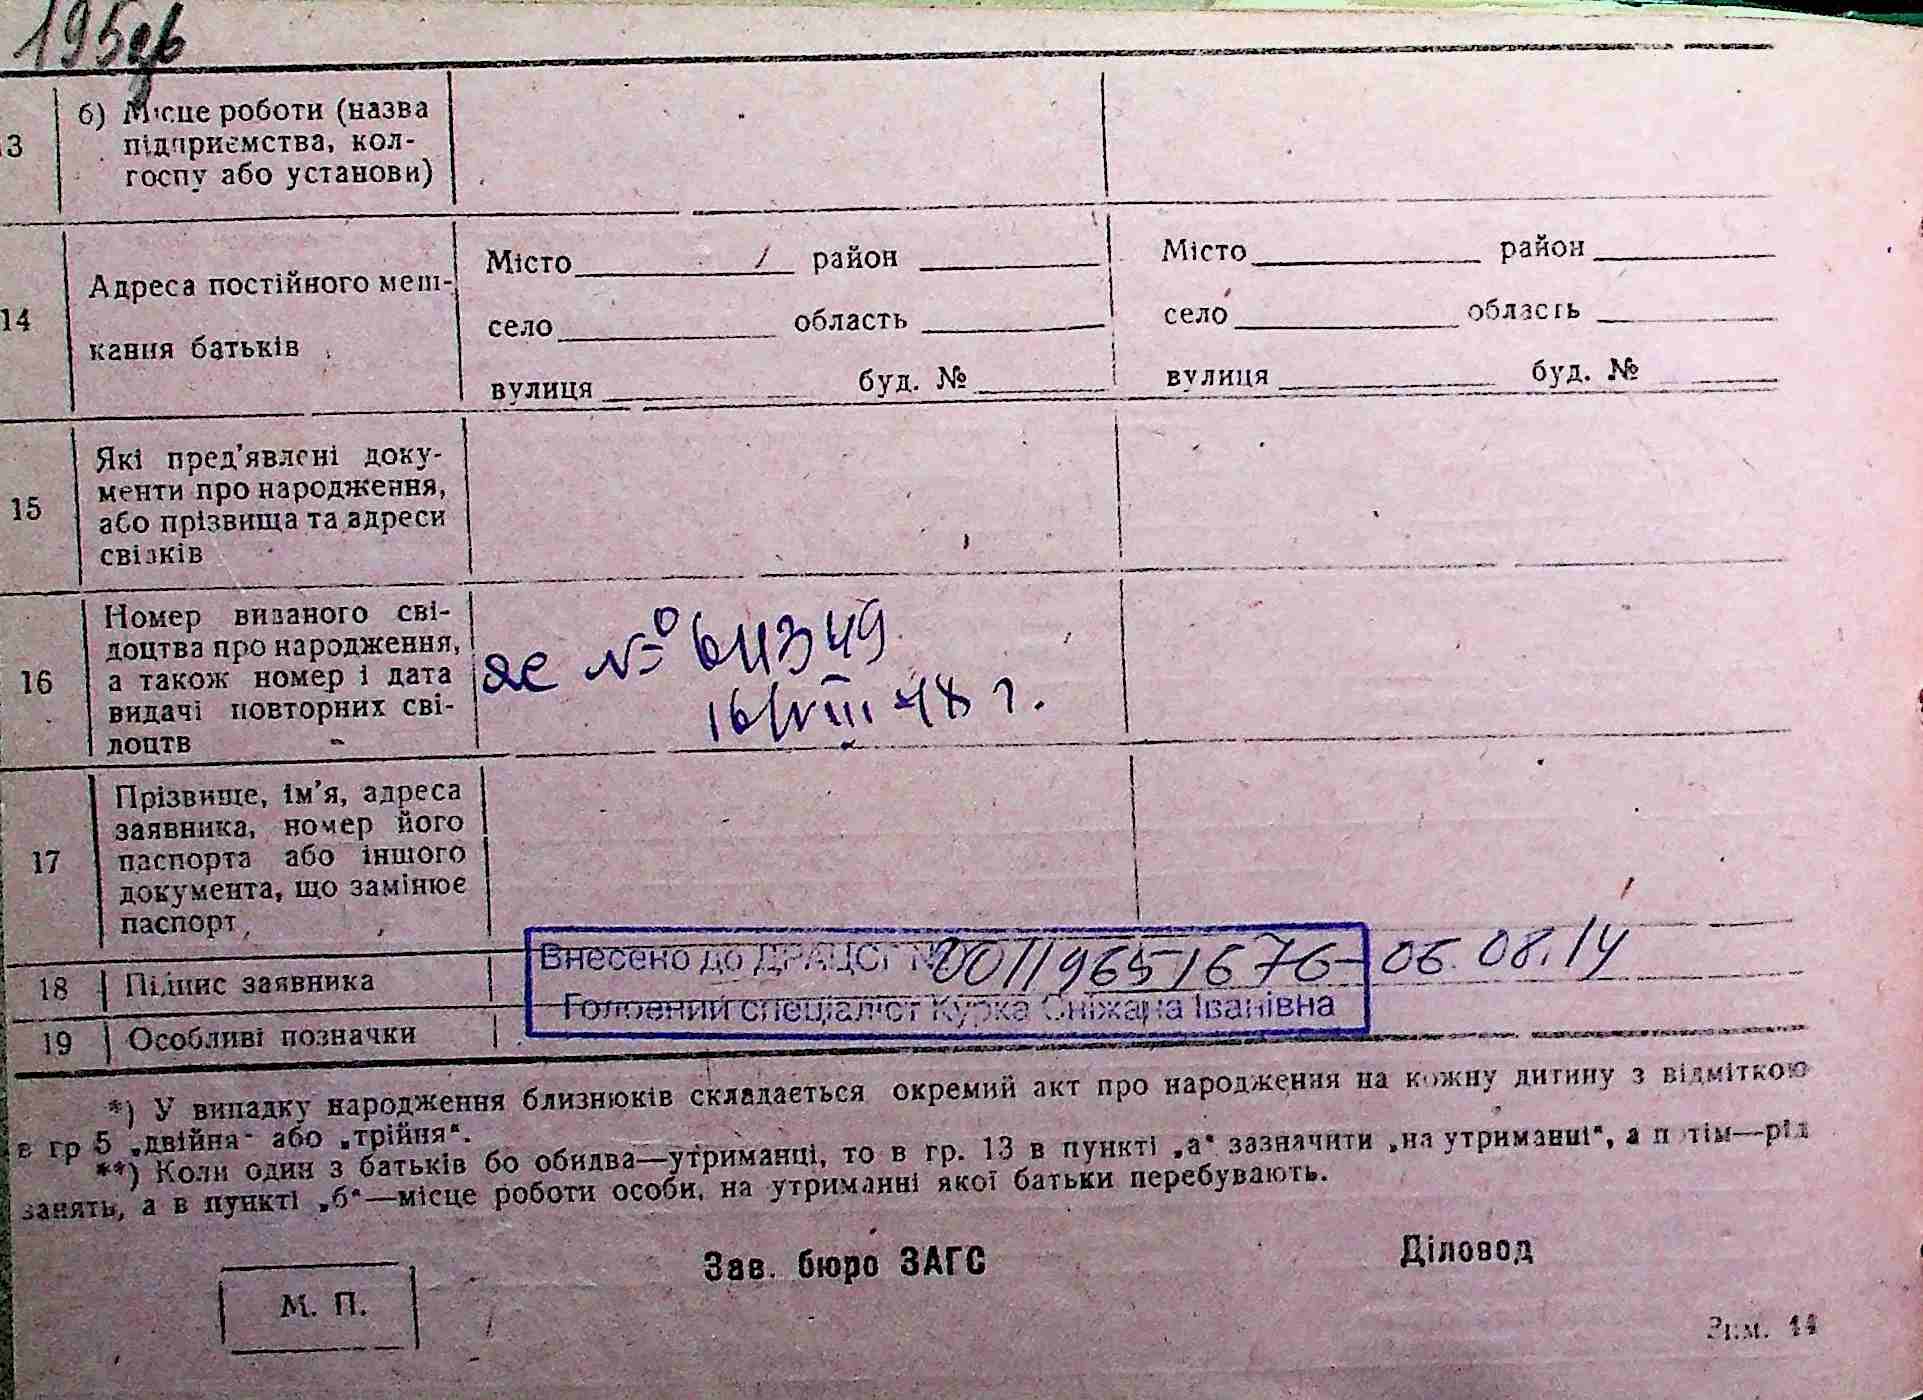 195
13
б) Місце роботи (назва
підприємства, кол-
госпу або установи)
14
Адреса постійного меш-
кання батьків
Місто район
село область
вулиця буд. №
Місто район
село область
вулиця буд. №
15
Які пред'явлені доку-
менти про народження,
або прізвища та адреси
свідків
16
Номер виданого сві-
доцтва про народження,
а також номер і дата
видачі повторних сві-
доцтв
№ 611349
16/VIII 48 г.
17
Прізвище, ім'я, адреса
заявника, номер його
паспорта або іншого
документа, що замінює
паспорт
18 Підпис заявника
Внесено до ДРАЦСГ № 00119651676 06.08.14
Головний спеціаліст Курка Сніжана Іванівна
19 Особливі позначки
*) У випадку народження близнюків складається окремий акт про народження на кожну дитину з відміткою
в гр 5 „двійня" або „трійня".
**) Коли один з батьків бо обидва—утриманці, то в гр. 13 в пункті „а" зазначити „на утриманці", а потім—рід
занять, а в пункті „б"—місце роботи особи, на утриманні якої батьки перебувають.
Зав. бюро ЗАГС
Діловод
М. П.
14